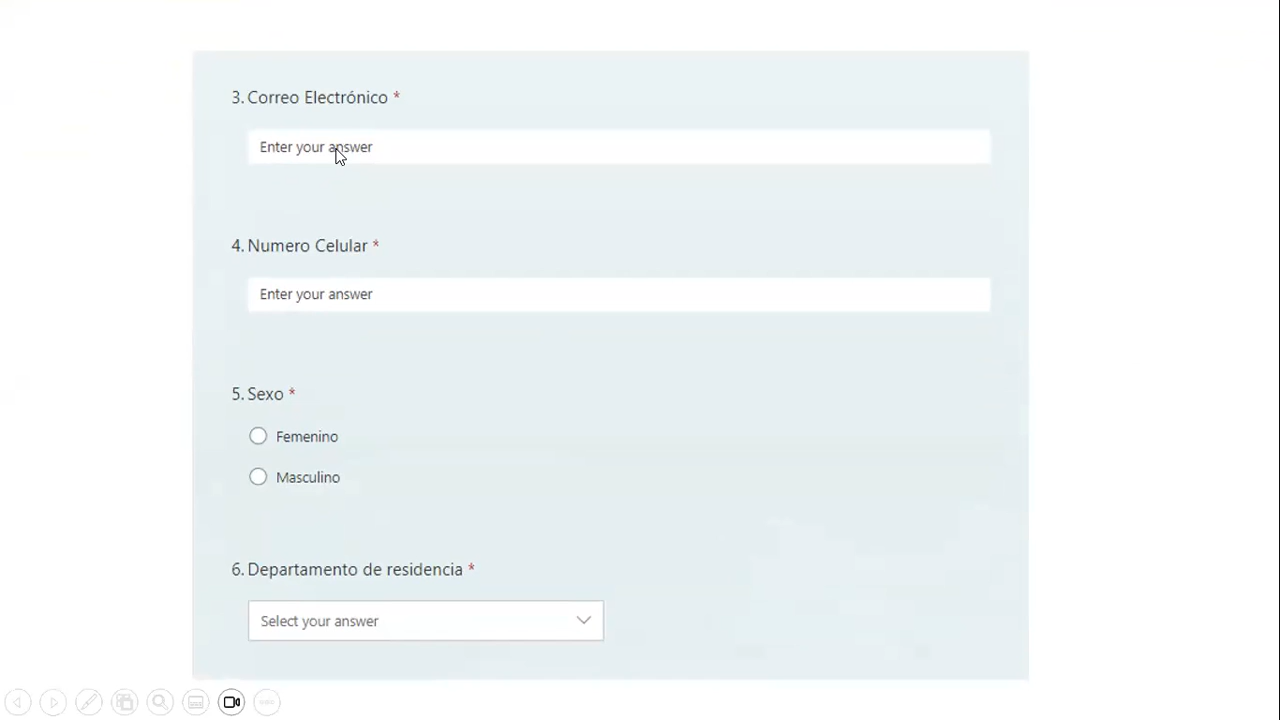 3. Correo Electrónico *
Enter your answer
4. Numero Celular *
Enter your answer
5. Sexo *
Femenino
Masculino
6. Departamento de residencia *
Select your answer